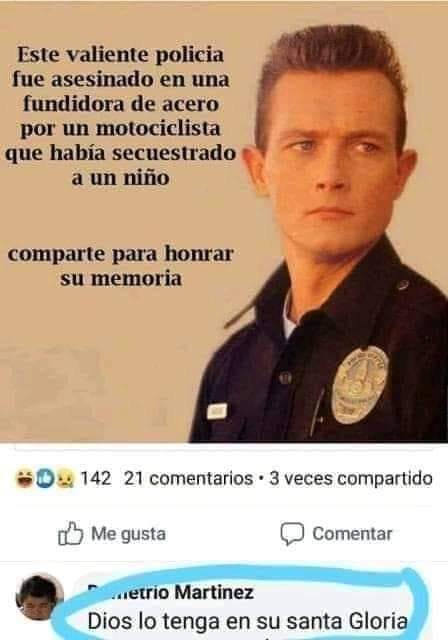 Este valiente policia
fue asesinado en una
fundidora de acero
por un motociclista
que había secuestrado
a un niño
comparte para honrar
su memoria
142 21 comentarios • 3 veces compartido
Me gusta
Comentar
Martinez
Dios lo tenga en su santa Gloria